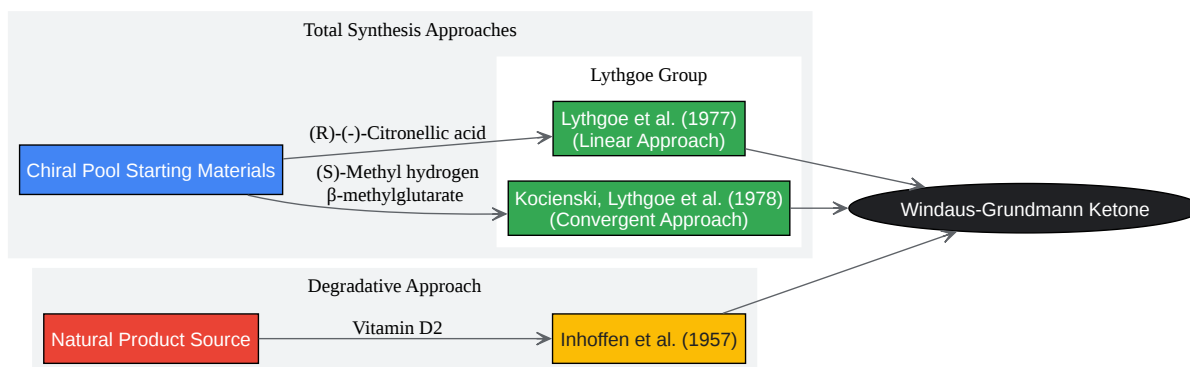 Total Synthesis Approaches
Lythgoe Group
(R)-(-)-Citronellic acid
Lythgoe et al. (1977)
(Linear Approach)
Chiral Pool Starting Materials
(S)-Methyl hydrogen
β-methylglutarate
Kocienski, Lythgoe et al. (1978)
(Convergent Approach)
Windaus-Grundmann Ketone
Degradative Approach
Natural Product Source
Vitamin D2
Inhoffen et al. (1957)